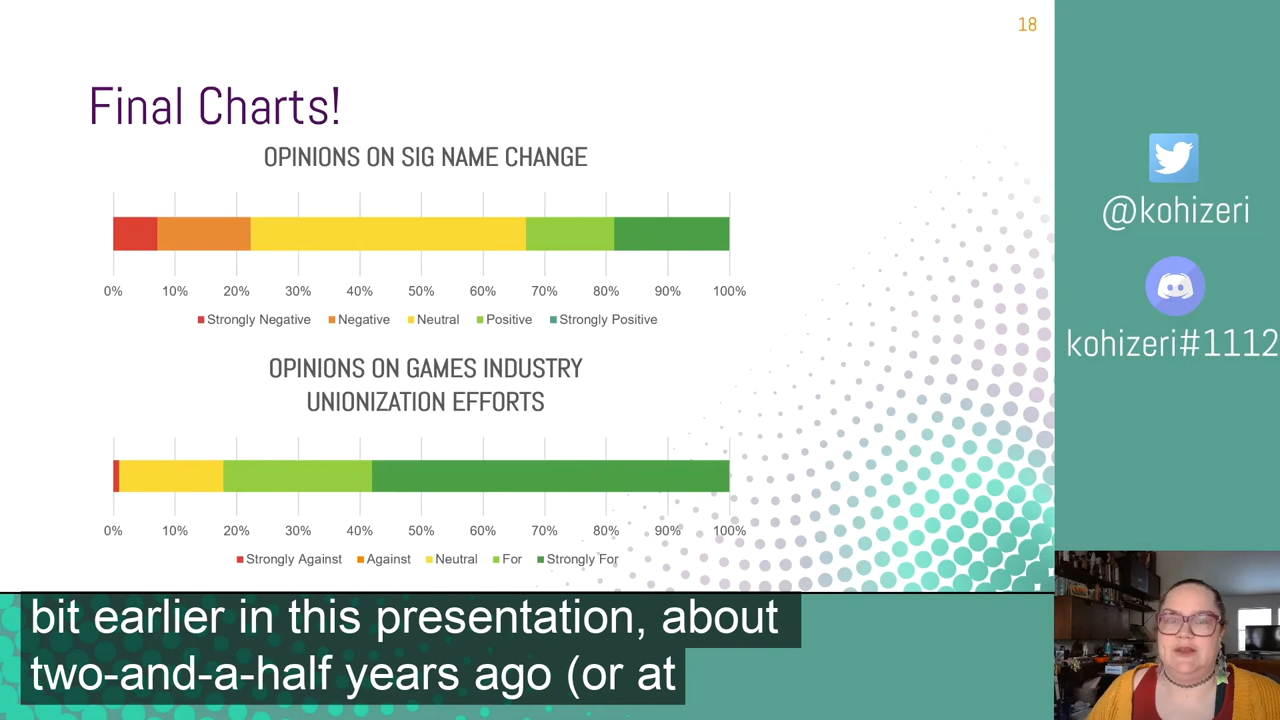 18
Final Charts!
OPINIONS ON SIG NAME CHANGE
0% 10% 20% 30% 40% 50% 60% 70% 80% 90% 100%
Strongly Negative Negative Neutral Positive Strongly Positive
OPINIONS ON GAMES INDUSTRY
UNIONIZATION EFFORTS
0% 10% 20% 30% 40% 50% 60% 70% 80% 90% 100%
Strongly Against Against Neutral For Strongly For
@kohizeri
kohizeri#1112
bit earlier in this presentation, about
two-and-a-half years ago (or at